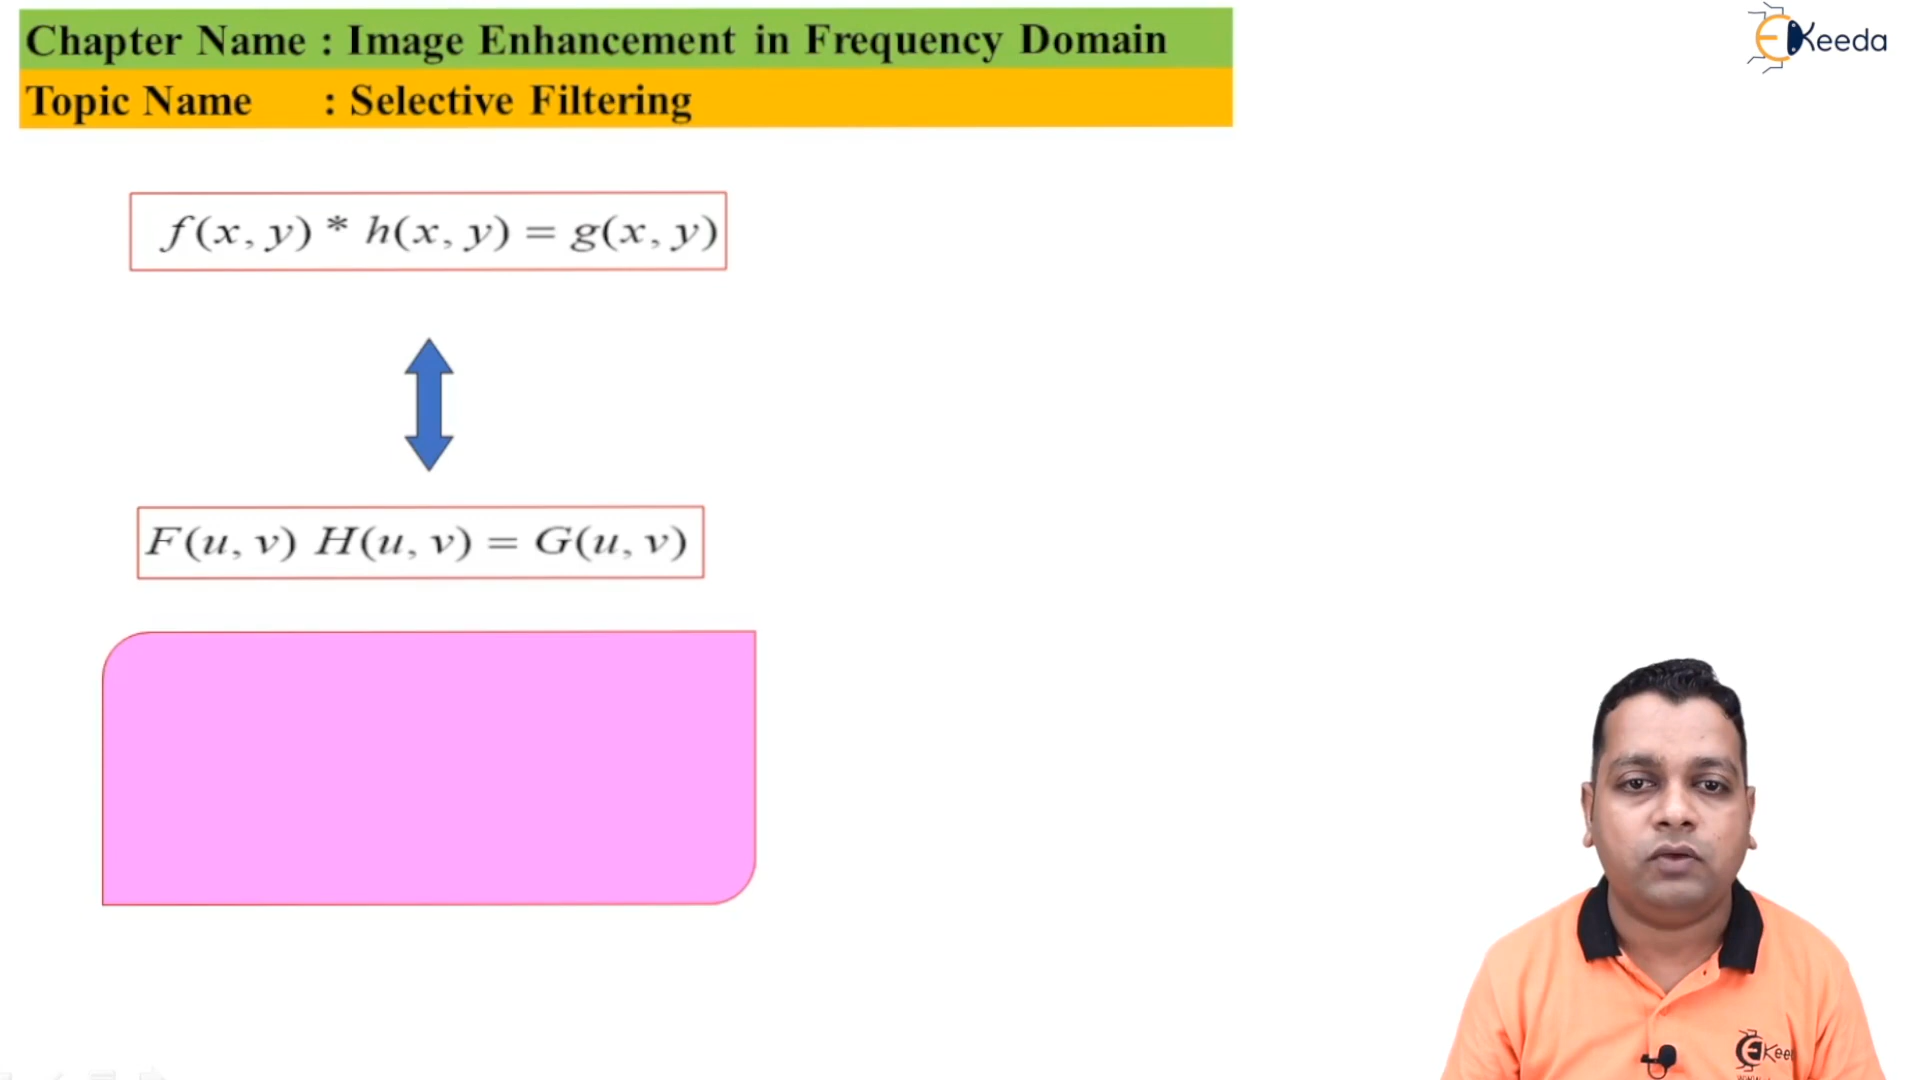 Chapter Name : Image Enhancement in Frequency Domain
Keeda
Topic Name : Selective Filtering
f(x, y) * h(x, y) = g(x, y)
F(u, v) H(u, v) = G(u, v)